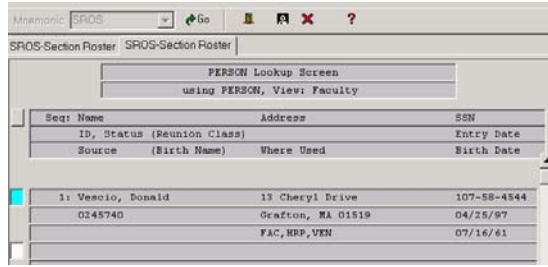 Mnemonic SROS Go ?
SROS-Section Roster SROS-Section Roster
PERSON Lookup Screen
using PERSON, View: Faculty
Seq: Name Address SSN
ID, Status (Reunion Class) Entry Date
Source (Birth Name) Where Used Birth Date
1: Vescio, Donald 13 Cheryl Drive 107-58-4544
0245740 Grafton, MA 01519 04/25/97
FAC,HRP,VEN 07/16/61